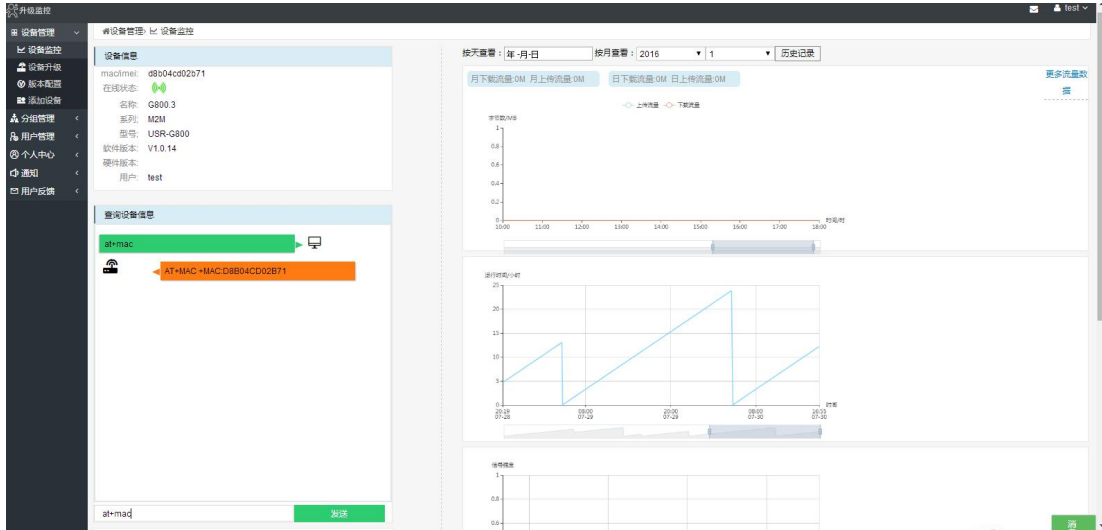 升级监控
test
设备管理
设备监控
设备升级
版本配置
添加设备
分组管理
用户管理
个人中心
通知
用户反馈
设备管理› 设备监控
设备信息
mac/imei: d8b04cd02b71
在线状态:
名称: G800.3
系列: M2M
型号: USR-G800
软件版本: V1.0.14
硬件版本:
用户: test
查询设备信息
at+mac
AT+MAC +MAC:D8B04CD02B71
at+mac
发送
按天查看：年-月-日 按月查看：2016 1 历史记录
月下载流量:0M 月上传流量:0M 日下载流量:0M 日上传流量:0M
更多流量数
据
上传流量 下载流量
字节数/MB
1
0.8
0.6
0.4
0.2
0
10:00 11:00 12:00 13:00 14:00 15:00 16:00 17:00 18:00 时间/时
运行时间/小时
25
20
15
10
5
0
20:19 08:00 20:00 08:00 16:55
07-28 07-29 07-29 07-30 07-30
信号强度
1
0.8
0.6